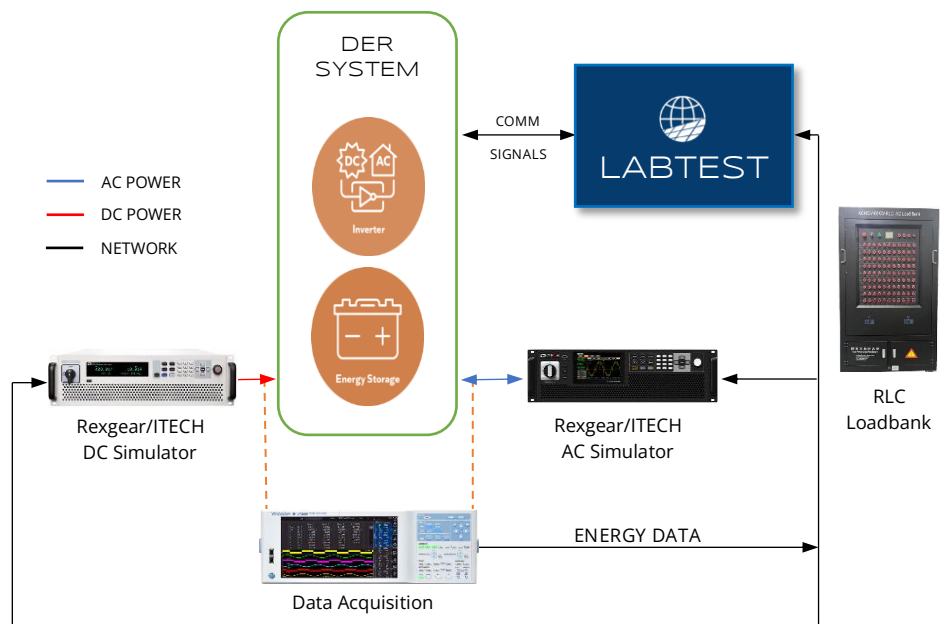 DER
SYSTEM
COMM
SIGNALS
LABTEST
DC
AC
Inverter
AC POWER
DC POWER
NETWORK
Energy Storage
Rexgear/ITECH
DC Simulator
Rexgear/ITECH
AC Simulator
RLC
Loadbank
ENERGY DATA
Data Acquisition